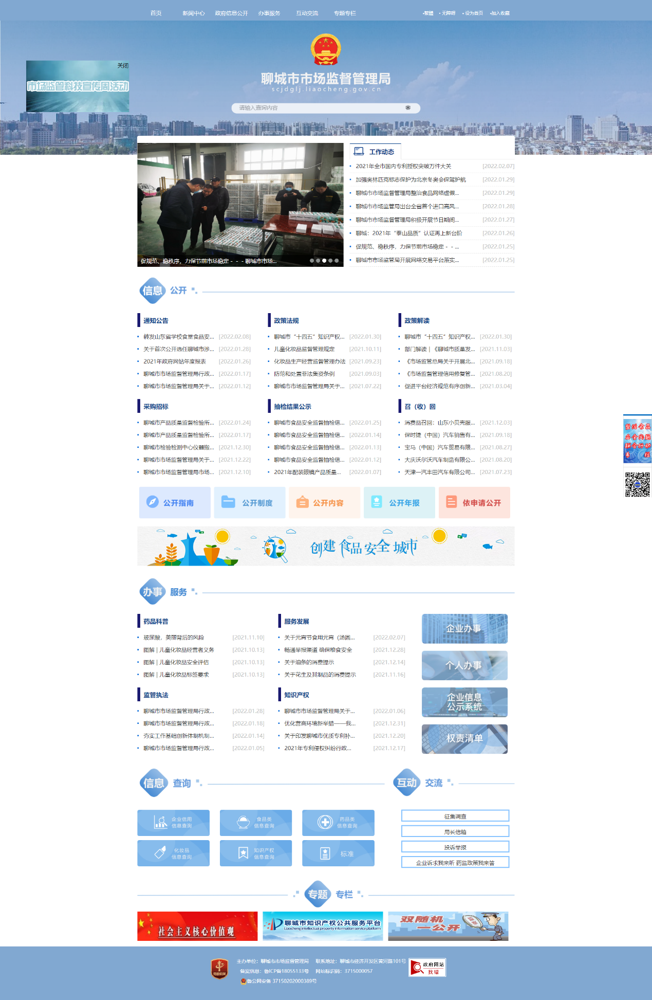 首页 新闻中心 政府信息公开 办事服务 互动交流 专题专栏 •繁體 • 无障碍 • 设为首页 •加入收藏
关闭
市场监管科技宣传周活动
聊城市市场监督管理局
scjdglj.liaocheng.gov.cn
请输入查询内容
工作动态
2021年全市国内专利授权突破万件大关 [2022.02.07]
加强奥林匹克标志保护为北京冬奥会保驾护航 [2022.01.29]
聊城市市场监督管理局整治食品网络虚假... [2022.01.29]
聊城市市场监管局出台全省首个进口高风... [2022.01.28]
聊城市市场监督管理局积极开展节日期间... [2022.01.27]
聊城：2021年“泰山品质”认证再上新台阶 [2022.01.26]
促规范、稳秩序，力保节前市场稳定 - - ... [2022.01.25]
聊城市市场监管局开展网络交易平台落实... [2022.01.25]
促规范、稳秩序，力保节前市场稳定 - - - 聊城市市场...
信息 公开
通知公告
转发山东省学校食堂食品安... [2022.02.08]
关于首次公开选任聊城市涉... [2022.01.28]
2021年政府网站年度报表 [2022.01.26]
聊城市市场监督管理局行政... [2022.01.17]
聊城市市场监督管理局关于... [2022.01.12]
政策法规
聊城市“十四五”知识产权... [2022.01.30]
儿童化妆品监督管理规定 [2021.10.11]
化妆品生产经营监督管理办法 [2021.09.23]
防范和处置非法集资条例 [2021.09.03]
聊城市市场监督管理局关于... [2021.07.22]
政策解读
聊城市“十四五”知识产权... [2022.01.30]
部门解读 | 《聊城市质量发... [2021.11.03]
《市场监管总局关于开展北... [2021.09.18]
《市场监督管理信用修复管... [2021.08.20]
促进平台经济规范有序创新... [2021.03.04]
采购招标
聊城市产品质量监督检验所... [2022.01.24]
聊城市产品质量监督检验所... [2022.01.17]
聊城市检验检测中心仪器搬... [2021.12.30]
聊城市市场监督管理局关于... [2021.12.22]
聊城市市场监督管理局市场... [2021.12.10]
抽检结果公示
聊城市食品安全监督抽检信... [2022.01.25]
聊城市食品安全监督抽检信... [2022.01.14]
聊城市食品安全监督抽检信... [2022.01.13]
聊城市食品安全监督抽检信... [2022.01.12]
2021年配装眼镜产品质量... [2022.01.07]
召（收）回
消费品召回：山东小贝壳服... [2021.12.03]
保时捷（中国）汽车销售有... [2021.09.18]
宝马（中国）汽车贸易有限... [2021.08.27]
大庆沃尔沃汽车制造有限公... [2021.08.20]
天津一汽丰田汽车有限公司... [2021.07.23]
整治食品
安全问题
联合行动
专 栏
公开指南 公开制度 公开内容 公开年报 依申请公开
创建食品安全城市
办事 服务
药品科普
玻尿酸，美丽背后的风险 [2021.11.10]
图解 | 儿童化妆品经营者义务 [2021.10.13]
图解 | 儿童化妆品安全评估 [2021.10.13]
图解 | 儿童化妆品标签要求 [2021.10.13]
服务发展
关于元宵节食用元宵（汤圆... [2022.02.07]
畅通举报渠道 确保粮食安全 [2021.12.28]
关于油条的消费提示 [2021.12.14]
关于花生及其制品的消费提示 [2021.11.16]
监管执法
聊城市市场监督管理局行政... [2022.01.28]
聊城市市场监督管理局行政... [2022.01.18]
夯实工作基础创新体制机制... [2022.01.14]
聊城市市场监督管理局行政... [2022.01.05]
知识产权
聊城市市场监督管理局关于... [2022.01.06]
优化营商环境新举措——我... [2021.12.31]
关于印发聊城市优质专利补... [2021.12.20]
2021年专利侵权纠纷行政... [2021.12.17]
企业办事
个人办事
企业信息
公示系统
权责清单
信息 查询
企业信用
信息查询
食品类
信息查询
药品类
信息查询
化妆品
信息查询
知识产权
信息查询
标准
互动 交流
征集调查
局长信箱
投诉举报
企业诉求我来听 药监政策我来答
专题 专栏
社会主义核心价值观
聊城市知识产权公共服务平台
Liaocheng intellectual property information service platform
双随机
一公开
党政机关
主办单位：聊城市市场监督管理局 联系地址：聊城市经济开发区黄河路101号
备案信息：鲁ICP备18055133号 网站标识码：3715000057
鲁公网安备 37150202000389号
政府网站
找错